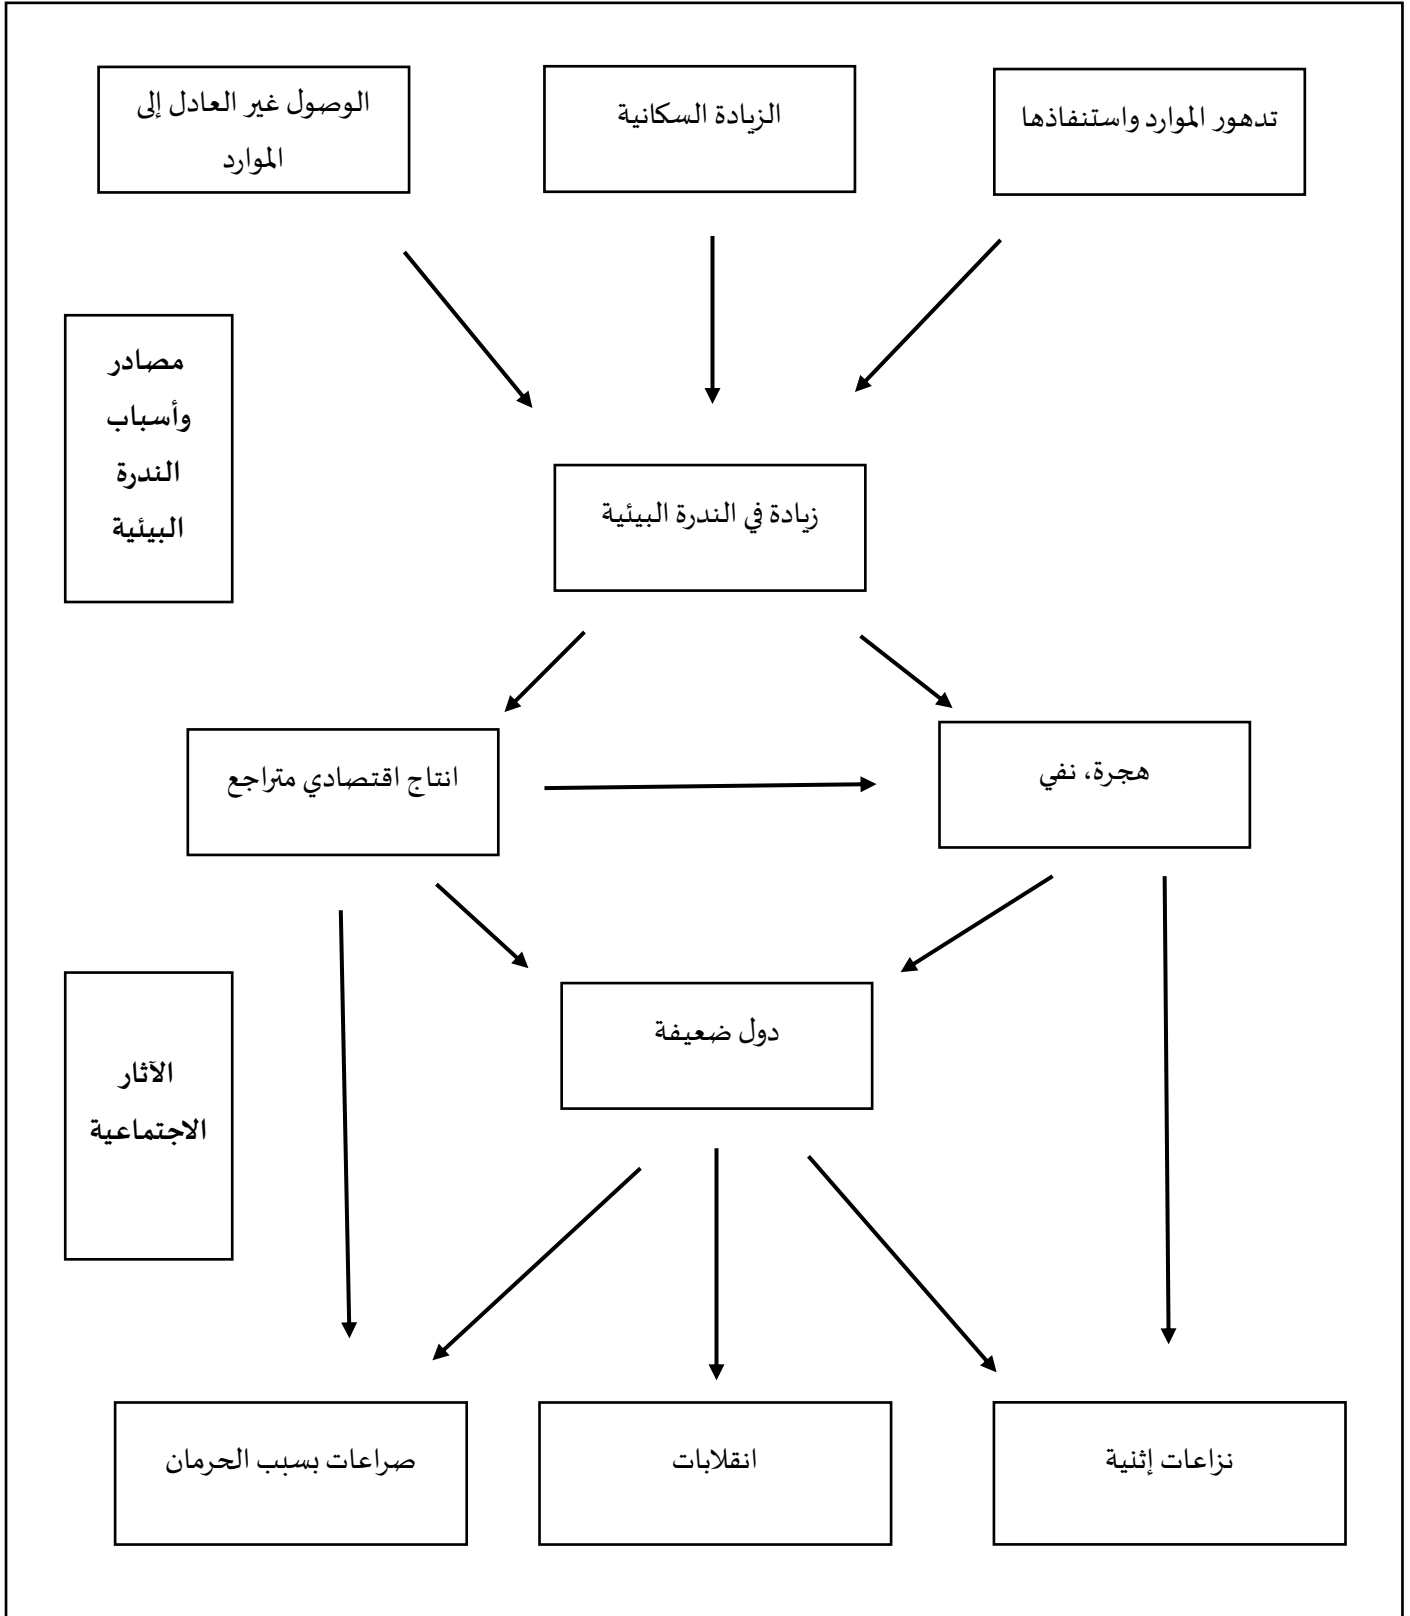 تدهور الموارد واستنفاذها
الزيادة السكانية
الوصول غير العادل إلى
الموارد
مصادر
وأسباب
الندرة
البيئية
زيادة في الندرة البيئية
هجرة، نفي
انتاج اقتصادي متراجع
دول ضعيفة
الآثار
الاجتماعية
نزاعات إثنية
انقلابات
صراعات بسبب الحرمان